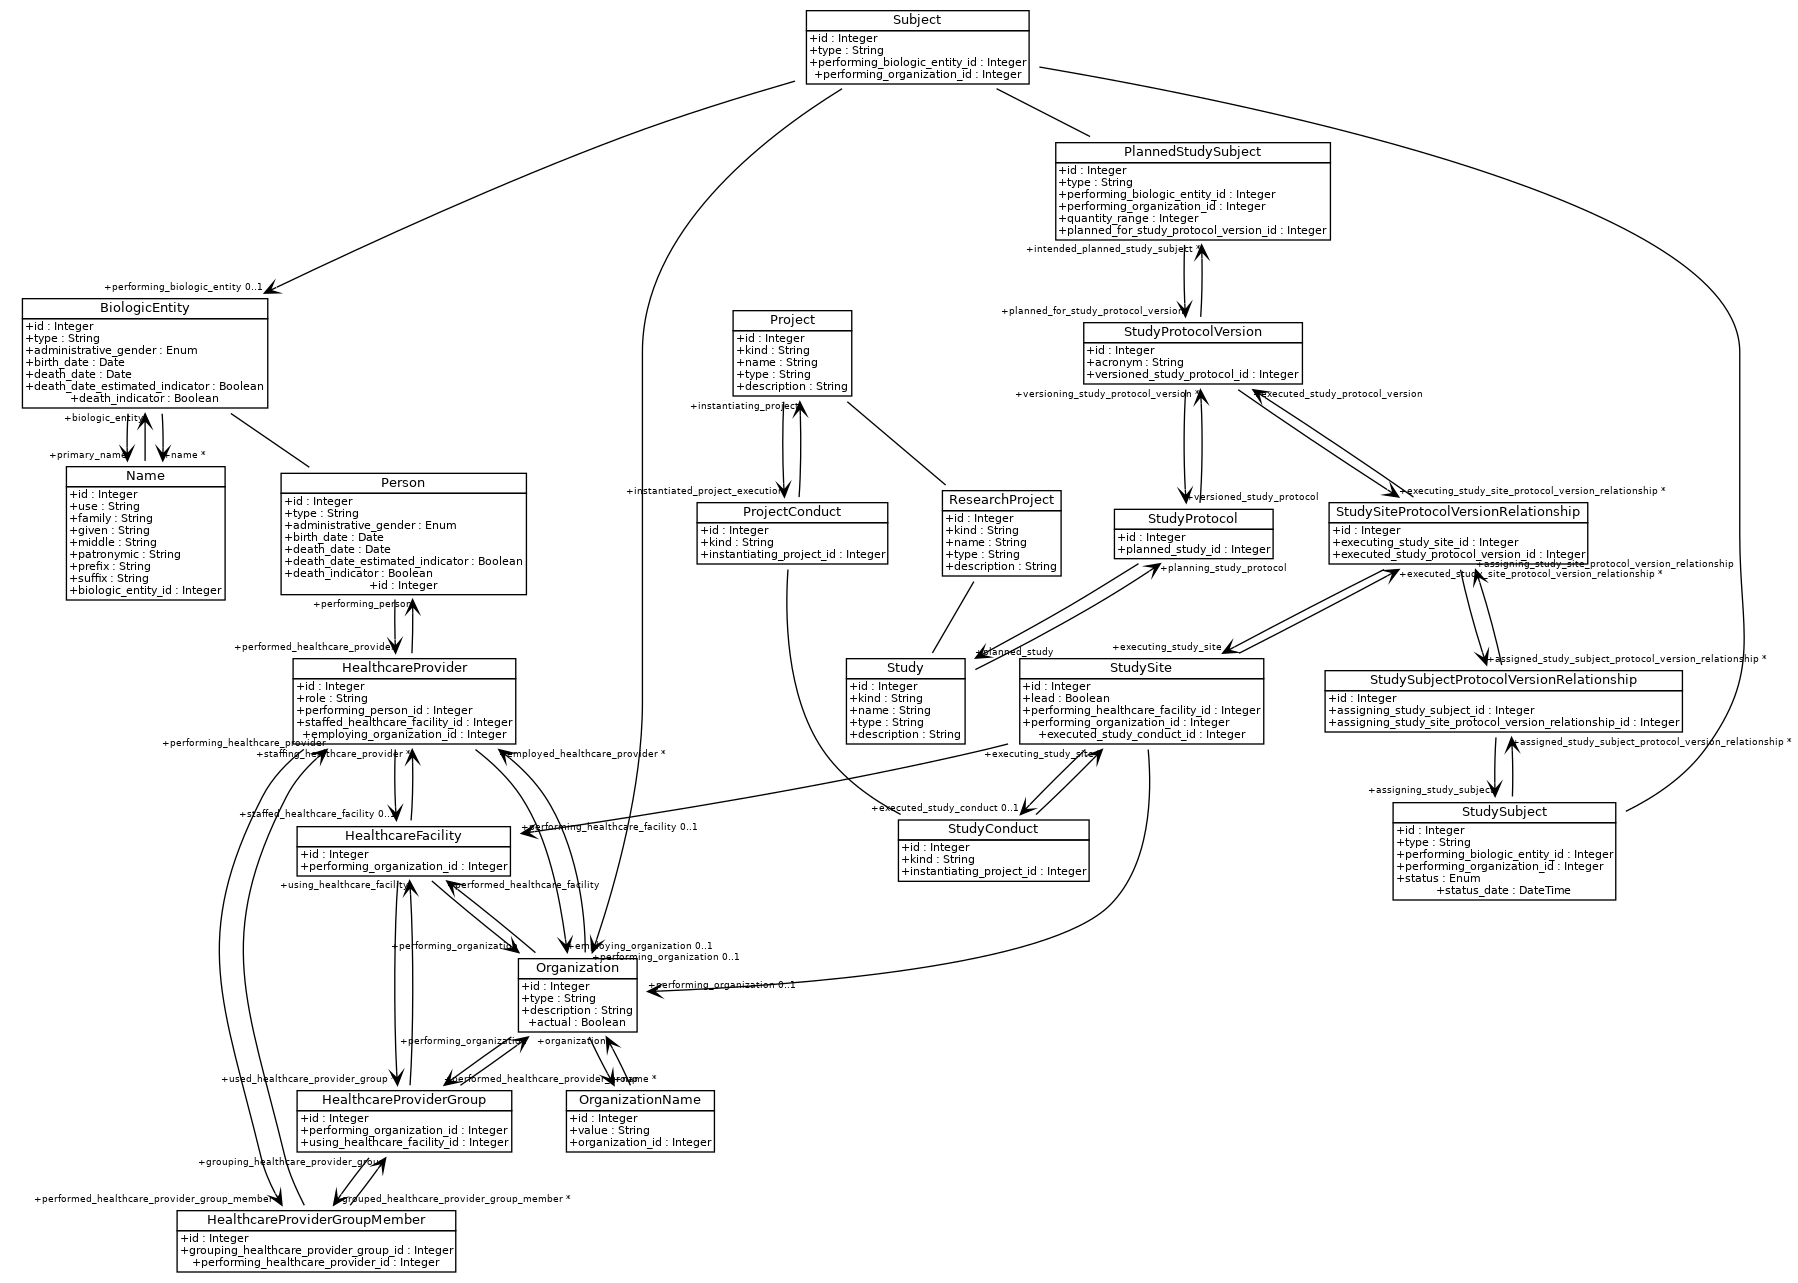 Subject
+id : Integer
+type : String
+performing_biologic_entity_id : Integer
+performing_organization_id : Integer
PlannedStudySubject
+id : Integer
+type : String
+performing_biologic_entity_id : Integer
+performing_organization_id : Integer
+quantity_range : Integer
+planned_for_study_protocol_version_id : Integer
+intended_planned_study_subject *
+planned_for_study_protocol_version
+performing_biologic_entity 0..1
BiologicEntity
+id : Integer
+type : String
+administrative_gender : Enum
+birth_date : Date
+death_date : Date
+death_date_estimated_indicator : Boolean
+death_indicator : Boolean
+biologic_entity
+primary_name
+name *
Project
+id : Integer
+kind : String
+name : String
+type : String
+description : String
+instantiating_project
+instantiated_project_execution
StudyProtocolVersion
+id : Integer
+acronym : String
+versioned_study_protocol_id : Integer
+versioning_study_protocol_version *
+executed_study_protocol_version
+versioned_study_protocol
+executing_study_site_protocol_version_relationship *
Name
+id : Integer
+use : String
+family : String
+given : String
+middle : String
+patronymic : String
+prefix : String
+suffix : String
+biologic_entity_id : Integer
Person
+id : Integer
+type : String
+administrative_gender : Enum
+birth_date : Date
+death_date : Date
+death_date_estimated_indicator : Boolean
+death_indicator : Boolean
+id : Integer
+performing_person
+performed_healthcare_provider
ProjectConduct
+id : Integer
+kind : String
+instantiating_project_id : Integer
ResearchProject
+id : Integer
+kind : String
+name : String
+type : String
+description : String
StudyProtocol
+id : Integer
+planned_study_id : Integer
+planning_study_protocol
+planned_study
StudySiteProtocolVersionRelationship
+id : Integer
+executing_study_site_id : Integer
+executed_study_protocol_version_id : Integer
+assigning_study_site_protocol_version_relationship
+executed_study_site_protocol_version_relationship *
+executing_study_site
+assigned_study_subject_protocol_version_relationship *
HealthcareProvider
+id : Integer
+role : String
+performing_person_id : Integer
+staffed_healthcare_facility_id : Integer
+employing_organization_id : Integer
+performing_healthcare_provider
+staffing_healthcare_provider *
+employed_healthcare_provider *
+staffed_healthcare_facility 0..1
+performing_healthcare_facility 0..1
Study
+id : Integer
+kind : String
+name : String
+type : String
+description : String
StudySite
+id : Integer
+lead : Boolean
+performing_healthcare_facility_id : Integer
+performing_organization_id : Integer
+executed_study_conduct_id : Integer
+executing_study_site
+executed_study_conduct 0..1
StudySubjectProtocolVersionRelationship
+id : Integer
+assigning_study_subject_id : Integer
+assigning_study_site_protocol_version_relationship_id : Integer
+assigned_study_subject_protocol_version_relationship *
+assigning_study_subject
HealthcareFacility
+id : Integer
+performing_organization_id : Integer
+using_healthcare_facility
+performed_healthcare_facility
StudyConduct
+id : Integer
+kind : String
+instantiating_project_id : Integer
StudySubject
+id : Integer
+type : String
+performing_biologic_entity_id : Integer
+performing_organization_id : Integer
+status : Enum
+status_date : DateTime
+performing_organization
+employing_organization 0..1
+performing_organization 0..1
+performing_organization 0..1
Organization
+id : Integer
+type : String
+description : String
+actual : Boolean
+performing_organization
+organization
+used_healthcare_provider_group
+performed_healthcare_provider_group
+name *
HealthcareProviderGroup
+id : Integer
+performing_organization_id : Integer
+using_healthcare_facility_id : Integer
OrganizationName
+id : Integer
+value : String
+organization_id : Integer
+grouping_healthcare_provider_group
+performed_healthcare_provider_group_member
+grouped_healthcare_provider_group_member *
HealthcareProviderGroupMember
+id : Integer
+grouping_healthcare_provider_group_id : Integer
+performing_healthcare_provider_id : Integer